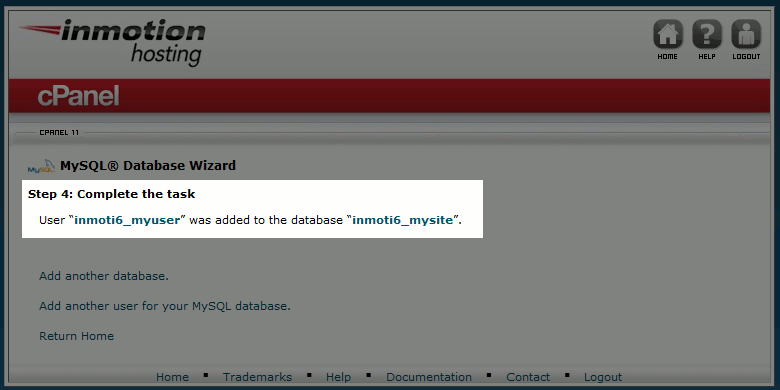 inmotion
hosting
HOME HELP LOGOUT
cPanel
CPANEL 11
MySQL MySQL® Database Wizard
Step 4: Complete the task
User “inmoti6_myuser” was added to the database “inmoti6_mysite”.
Add another database.
Add another user for your MySQL database.
Return Home
Home ▪ Trademarks ▪ Help ▪ Documentation ▪ Contact ▪ Logout